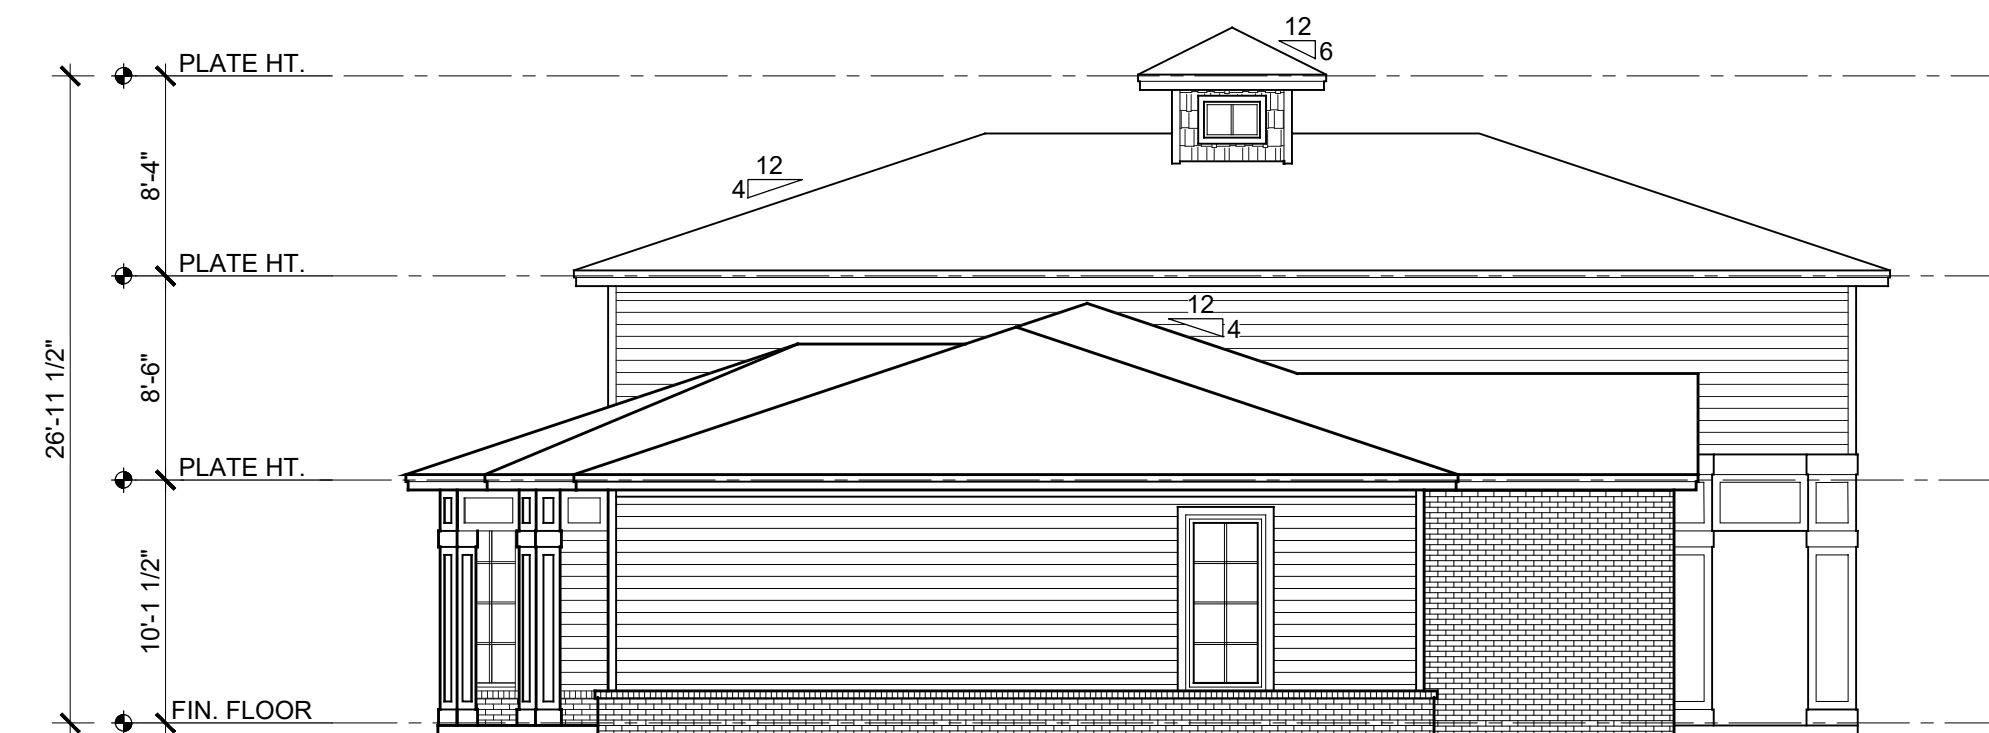 12
6
PLATE HT.
8'-4"
12
4
PLATE HT.
12
4
26'-11 1/2"
8'-6"
PLATE HT.
10'-1 1/2"
FIN. FLOOR